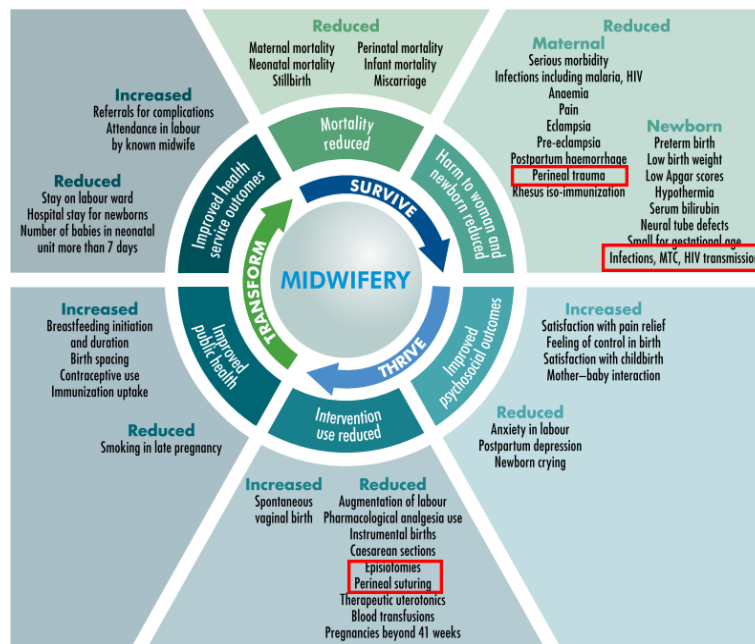 Reduced
Maternal mortality
Neonatal mortality
Stillbirth
Perinatal mortality
Infant mortality
Miscarriage
Reduced
Maternal
Serious morbidity
Infections including malaria, HIV
Anaemia
Pain
Eclampsia
Pre-eclampsia
Postpartum haemorrhage
Perineal trauma
Rhesus iso-immunization
Newborn
Preterm birth
Low birth weight
Low Apgar scores
Hypothermia
Serum bilirubin
Neural tube defects
Small for gestational age
Infections, MTC, HIV transmission
Increased
Referrals for complications
Attendance in labour
by known midwife
Reduced
Stay on labour ward
Hospital stay for newborns
Number of babies in neonatal
unit more than 7 days
Mortality
reduced
Harm to woman and
newborn reduced
Improved health
service outcomes
SURVIVE
TRANSFORM
MIDWIFERY
THRIVE
Improved
public health
Improved
psychosocial outcomes
Intervention
use reduced
Increased
Breastfeeding initiation
and duration
Birth spacing
Contraceptive use
Immunization uptake
Reduced
Smoking in late pregnancy
Increased
Satisfaction with pain relief
Feeling of control in birth
Satisfaction with childbirth
Mother–baby interaction
Reduced
Anxiety in labour
Postpartum depression
Newborn crying
Increased
Spontaneous
vaginal birth
Reduced
Augmentation of labour
Pharmacological analgesia use
Instrumental births
Caesarean sections
Episiotomies
Perineal suturing
Therapeutic uterotonics
Blood transfusions
Pregnancies beyond 41 weeks